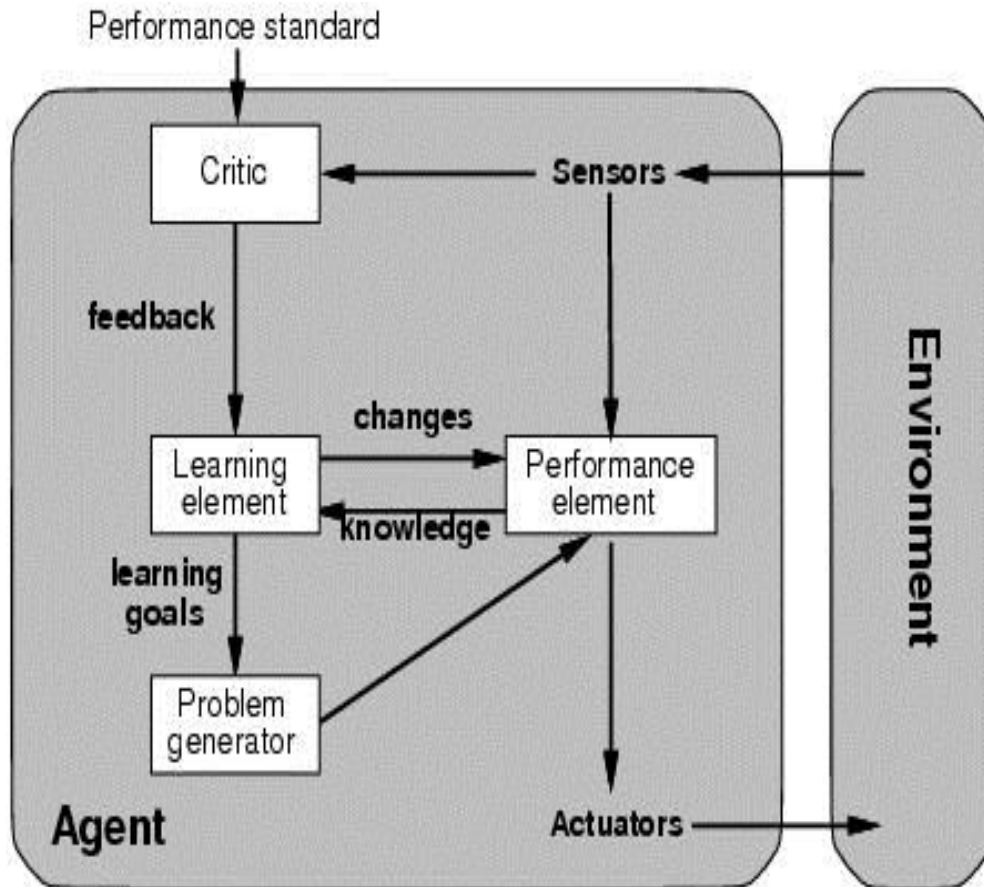 Performance standard
Critic
Sensors
feedback
changes
Learning
element
Performance
element
knowledge
learning
goals
Problem
generator
Agent
Actuators
Environment